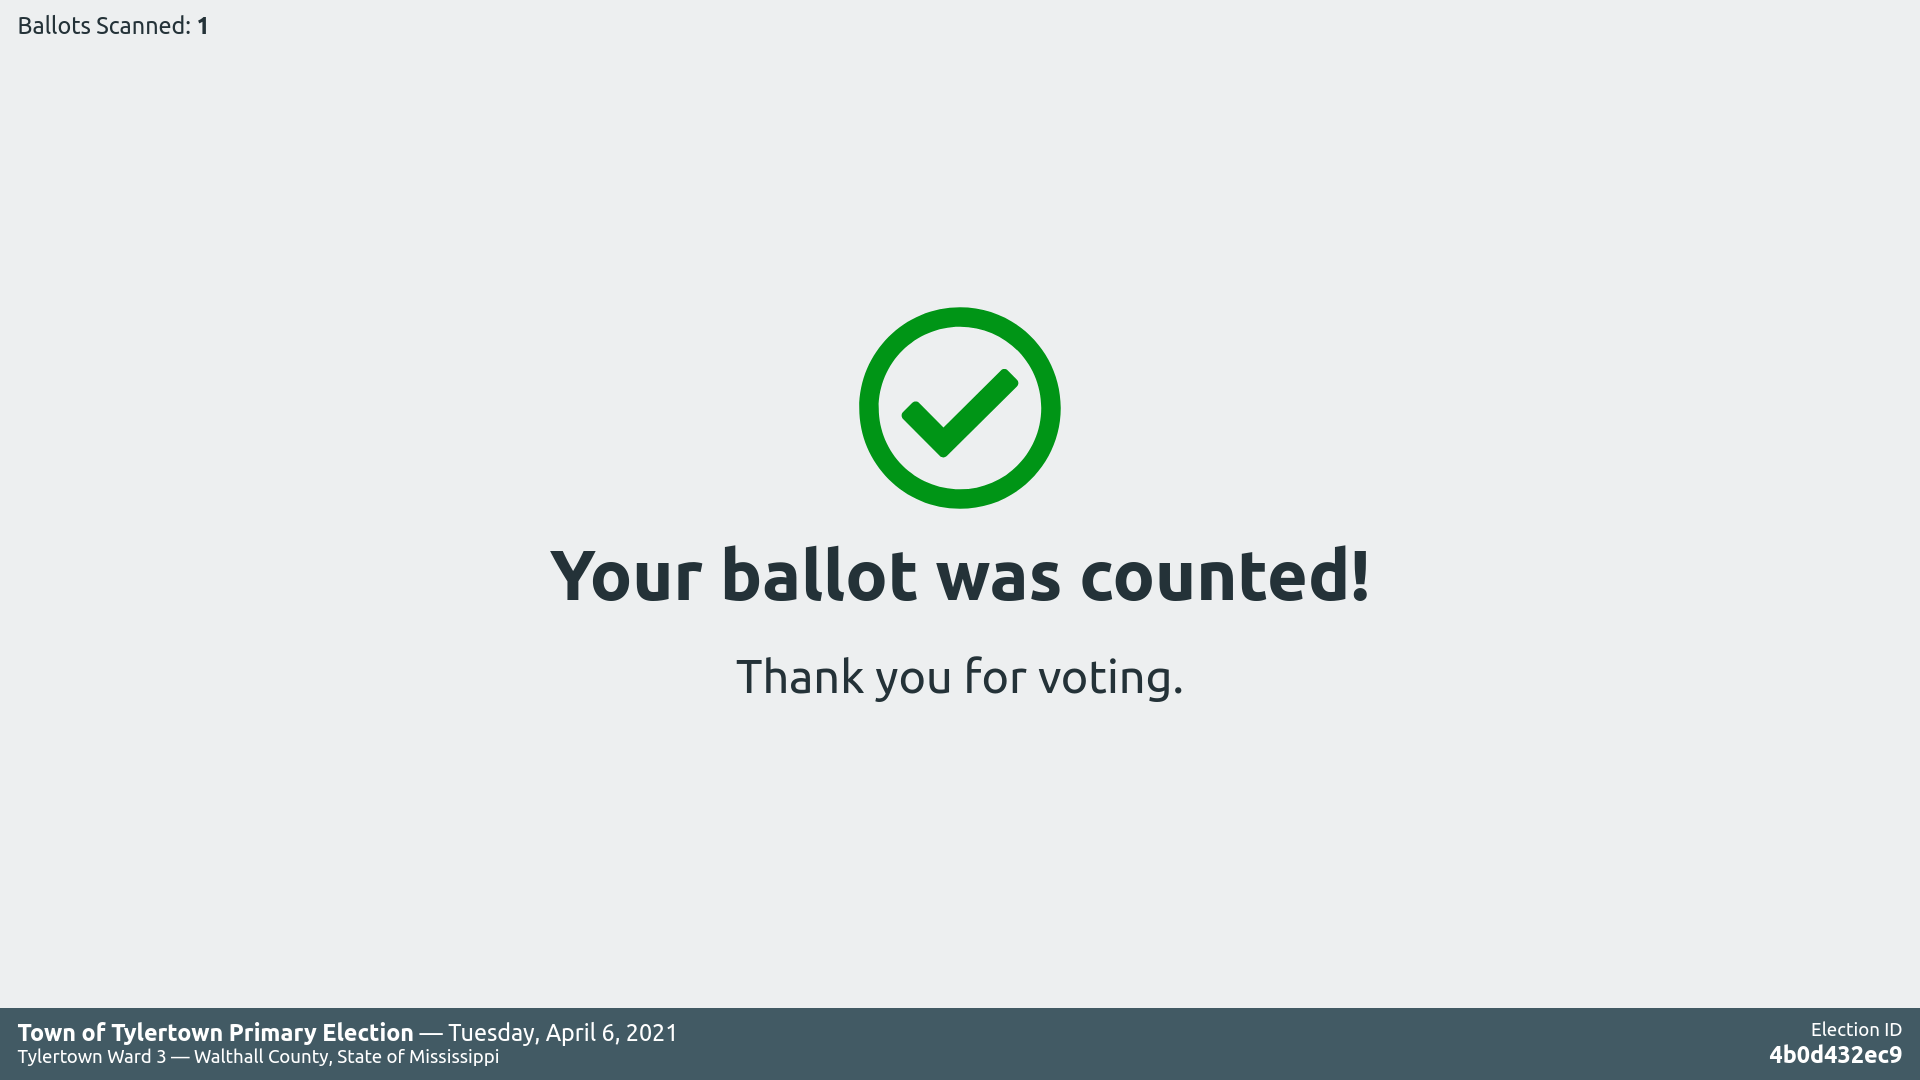 Ballots Scanned: 1
Your ballot was counted!
Thank you for voting.
Town of Tylertown Primary Election — Tuesday, April 6, 2021
Tylertown Ward 3 — Walthall County, State of Mississippi
Election ID
4b0d432ec9